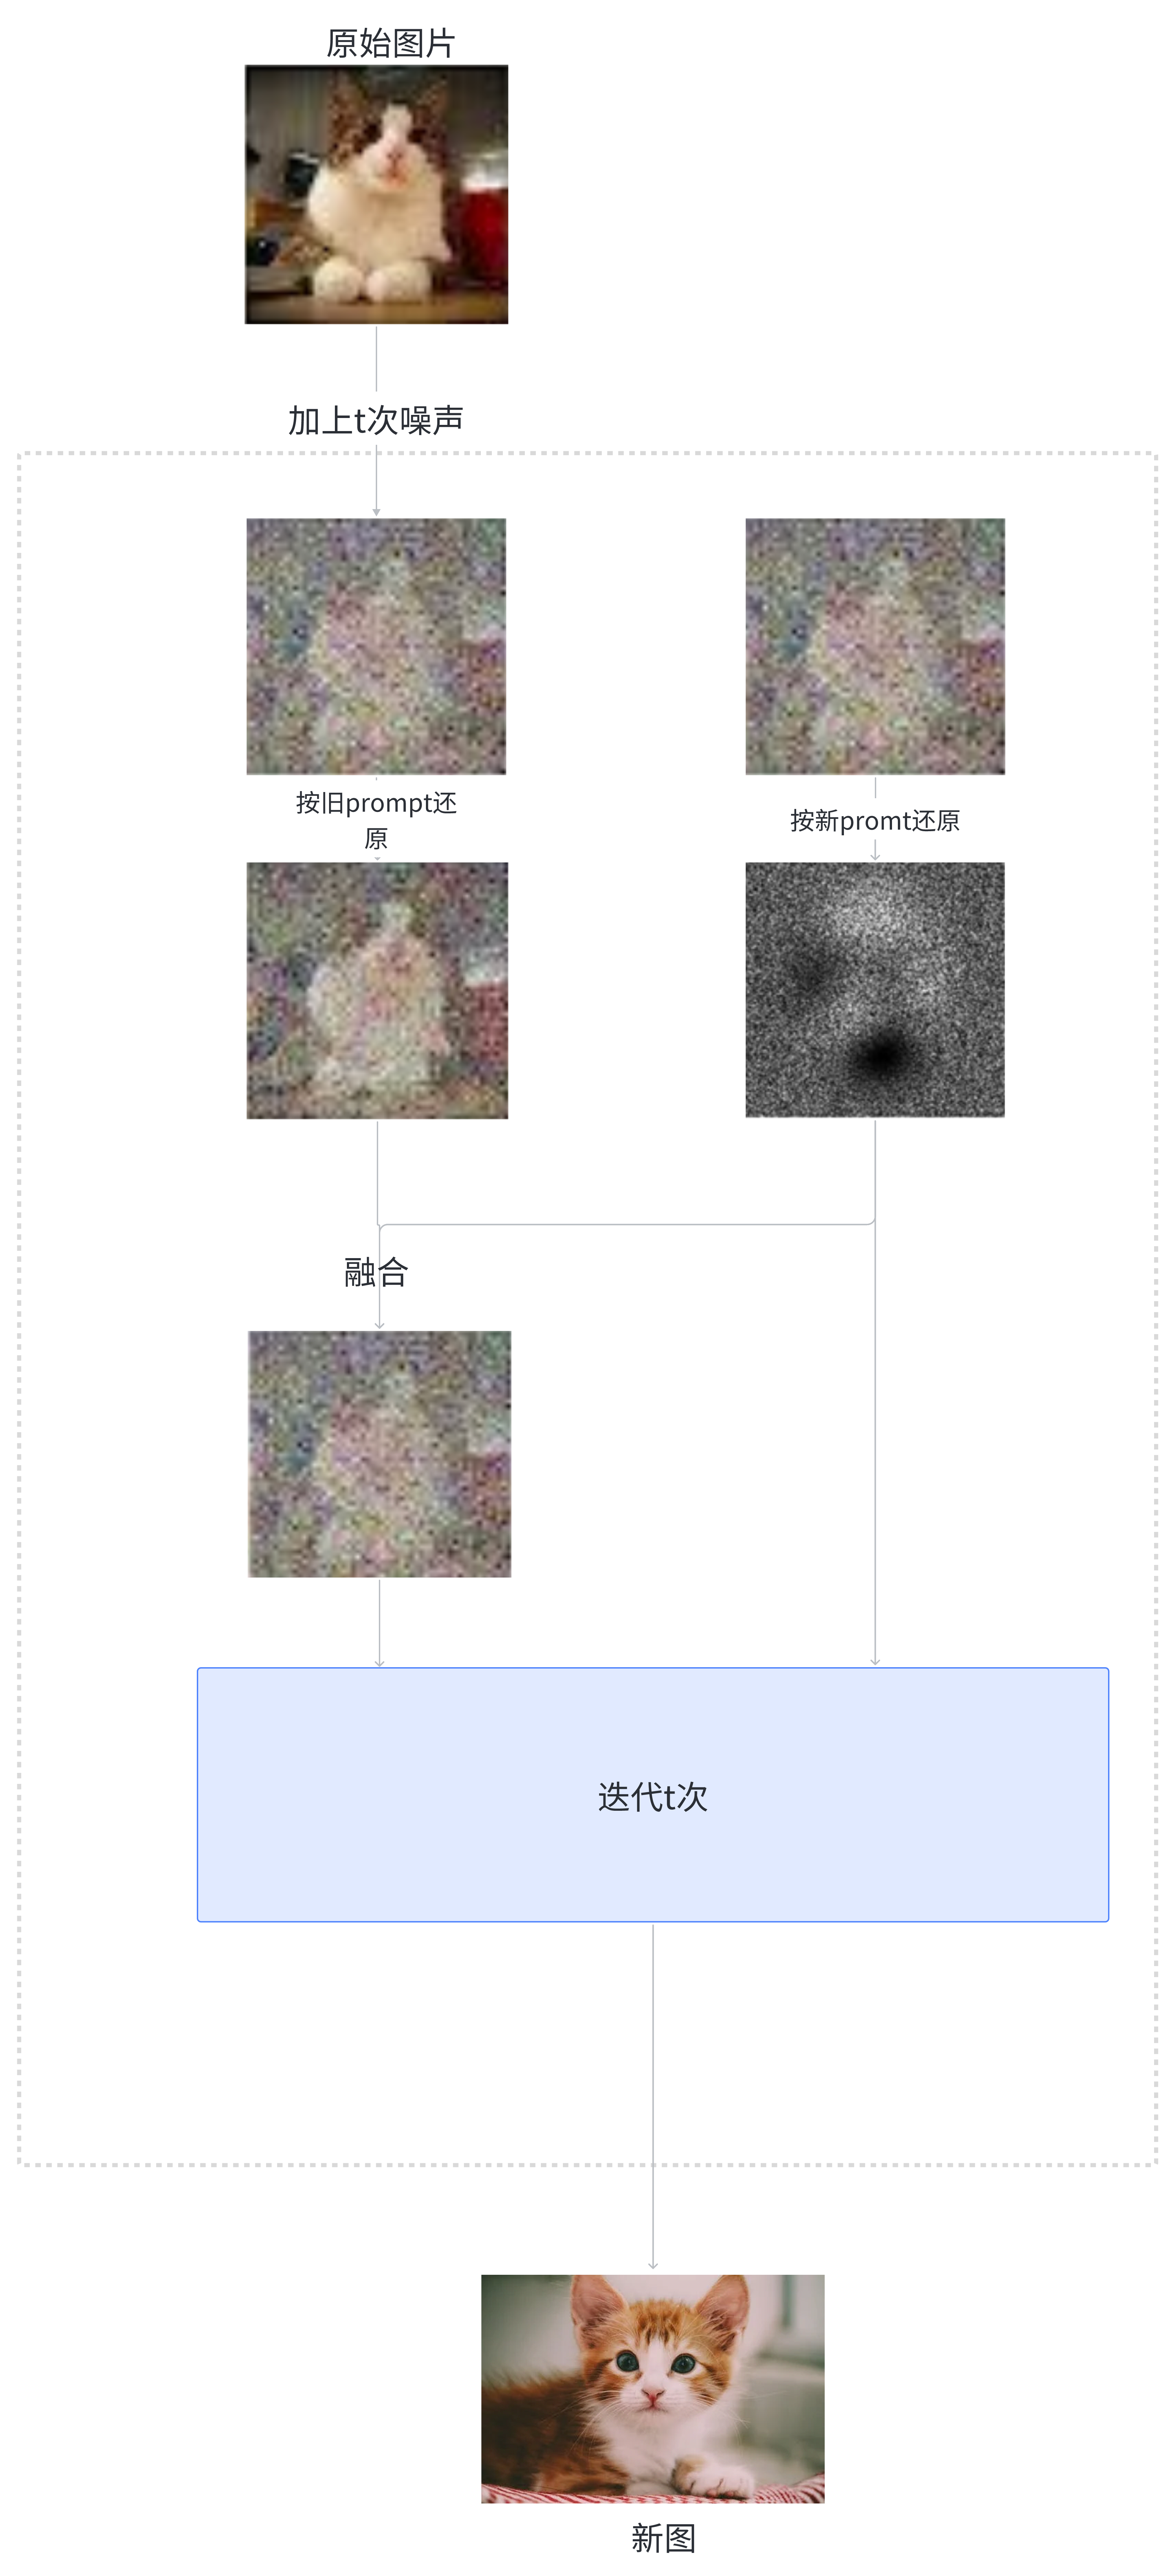 原始图片
加上t次噪声
按旧prompt还
原
按新promt还原
融合
迭代t次
新图